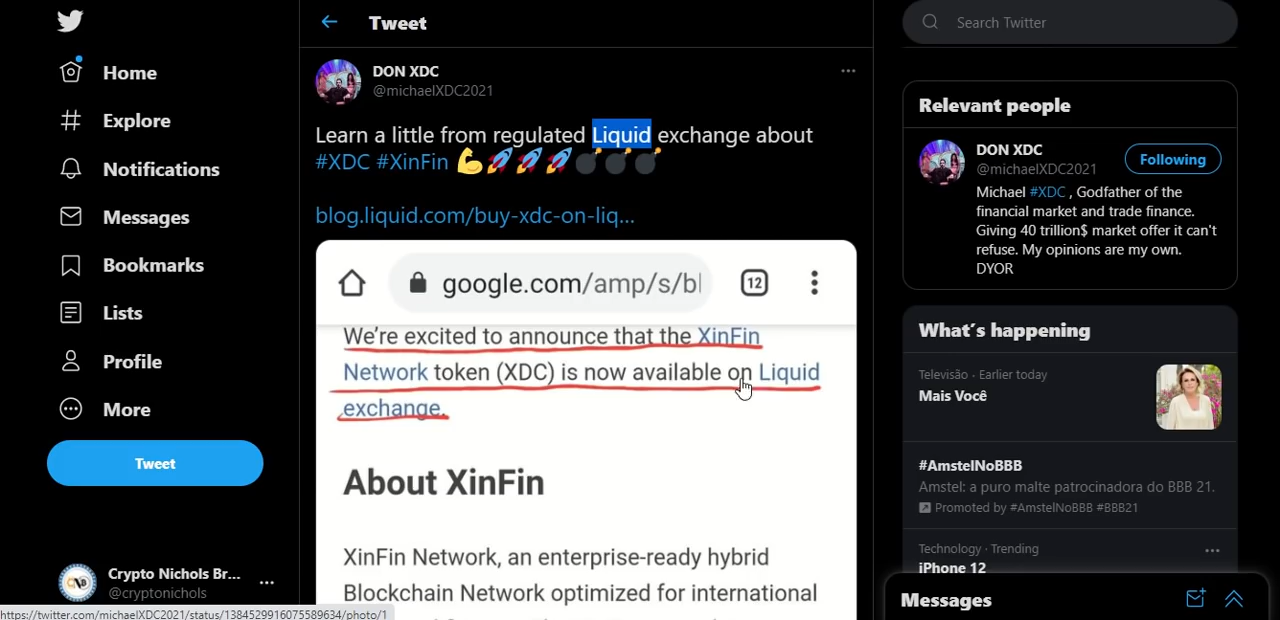 Home
Explore
Notifications
Messages
Bookmarks
Lists
Profile
More
Tweet
Crypto Nichols Br...
@cryptonichols
https://twitter.com/michaelXDC2021/status/1384529916075589634/photo/1
Tweet
DON XDC
@michaelXDC2021
Learn a little from regulated Liquid exchange about
#XDC #XinFin 💪🚀🚀🚀💣💣💣
blog.liquid.com/buy-xdc-on-liq...
google.com/amp/s/bl
12
We're excited to announce that the XinFin
Network token (XDC) is now available on Liquid
exchange.
About XinFin
XinFin Network, an enterprise-ready hybrid
Blockchain Network optimized for international
Search Twitter
Relevant people
DON XDC
@michaelXDC2021
Following
Michael #XDC , Godfather of the
financial market and trade finance.
Giving 40 trillion$ market offer it can't
refuse. My opinions are my own.
DYOR
What's happening
Televisão · Earlier today
Mais Você
#AmstelNoBBB
Amstel: a puro malte patrocinadora do BBB 21.
Promoted by #AmstelNoBBB #BBB21
Technology · Trending
iPhone 12
Messages